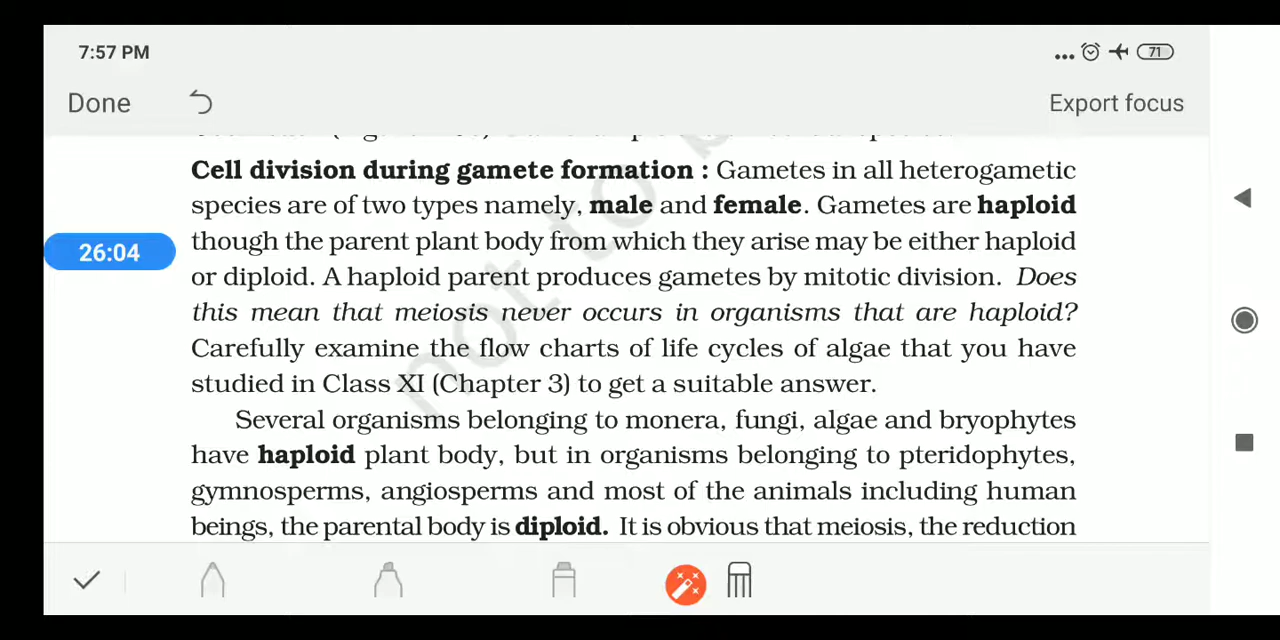 7:57 PM
71
Done
Export focus
Cell division during gamete formation : Gametes in all heterogametic
species are of two types namely, male and female. Gametes are haploid
26:04
though the parent plant body from which they arise may be either haploid
or diploid. A haploid parent produces gametes by mitotic division. Does
this mean that meiosis never occurs in organisms that are haploid?
Carefully examine the flow charts of life cycles of algae that you have
studied in Class XI (Chapter 3) to get a suitable answer.
Several organisms belonging to monera, fungi, algae and bryophytes
have haploid plant body, but in organisms belonging to pteridophytes,
gymnosperms, angiosperms and most of the animals including human
beings, the parental body is diploid. It is obvious that meiosis, the reduction
not to